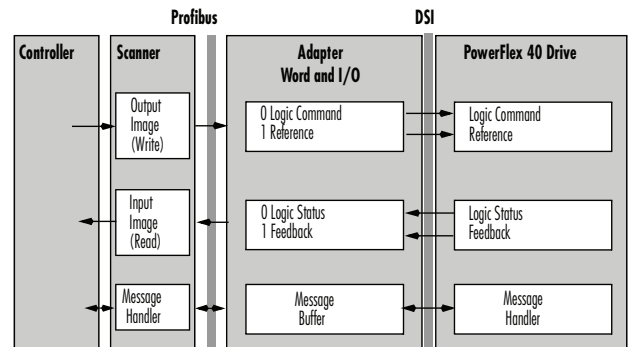 Profibus
DSI
Controller
Scanner
Adapter
Word and I/O
PowerFlex 40 Drive
Output
Image
(Write)
0 Logic Command
1 Reference
Logic Command
Reference
Input
Image
(Read)
0 Logic Status
1 Feedback
Logic Status
Feedback
Message
Handler
Message
Buffer
Message
Handler